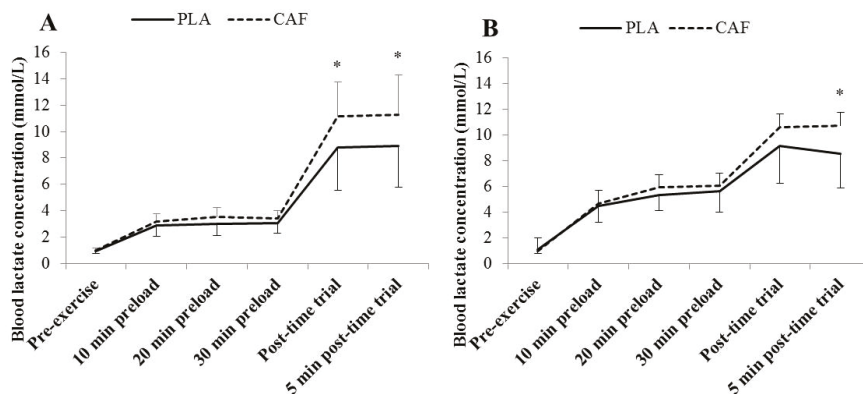 A
PLA CAF
Blood lactate concentration (mmol/L)
16
14
12
10
8
6
4
2
0
* *
Pre-exercise
10 min preload
20 min preload
30 min preload
Post-time trial
5 min post-time trial
B
PLA CAF
Blood lactate concentration (mmol/L)
16
14
12
10
8
6
4
2
0
*
Pre-exercise
10 min preload
20 min preload
30 min preload
Post-time trial
5 min post-time trial